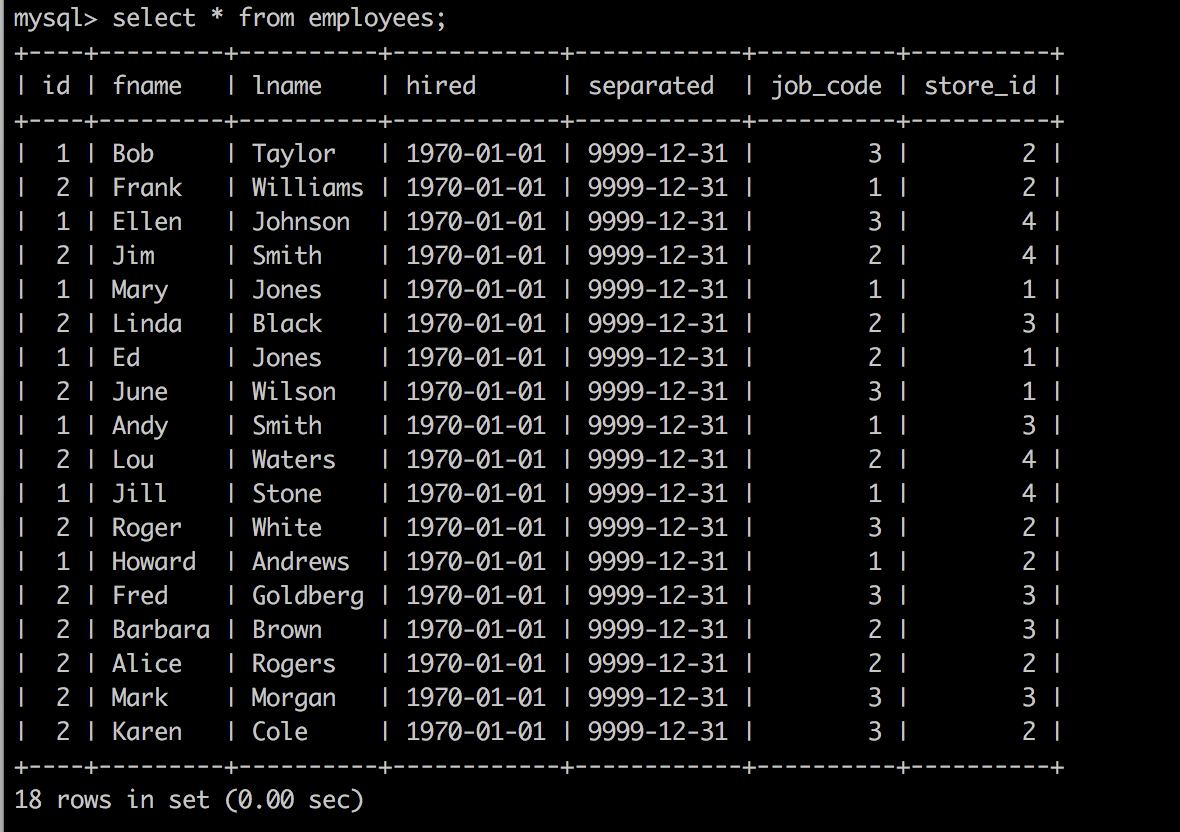 mysql> select * from employees;
+----+---------+----------+------------+------------+----------+----------+
| id | fname   | lname    | hired      | separated  | job_code | store_id |
+----+---------+----------+------------+------------+----------+----------+
|  1 | Bob     | Taylor   | 1970-01-01 | 9999-12-31 |        3 |        2 |
|  2 | Frank   | Williams | 1970-01-01 | 9999-12-31 |        1 |        2 |
|  1 | Ellen   | Johnson  | 1970-01-01 | 9999-12-31 |        3 |        4 |
|  2 | Jim     | Smith    | 1970-01-01 | 9999-12-31 |        2 |        4 |
|  1 | Mary    | Jones    | 1970-01-01 | 9999-12-31 |        1 |        1 |
|  2 | Linda   | Black    | 1970-01-01 | 9999-12-31 |        2 |        3 |
|  1 | Ed      | Jones    | 1970-01-01 | 9999-12-31 |        2 |        1 |
|  2 | June    | Wilson   | 1970-01-01 | 9999-12-31 |        3 |        1 |
|  1 | Andy    | Smith    | 1970-01-01 | 9999-12-31 |        1 |        3 |
|  2 | Lou     | Waters   | 1970-01-01 | 9999-12-31 |        2 |        4 |
|  1 | Jill    | Stone    | 1970-01-01 | 9999-12-31 |        1 |        4 |
|  2 | Roger   | White    | 1970-01-01 | 9999-12-31 |        3 |        2 |
|  1 | Howard  | Andrews  | 1970-01-01 | 9999-12-31 |        1 |        2 |
|  2 | Fred    | Goldberg | 1970-01-01 | 9999-12-31 |        3 |        3 |
|  2 | Barbara | Brown    | 1970-01-01 | 9999-12-31 |        2 |        3 |
|  2 | Alice   | Rogers   | 1970-01-01 | 9999-12-31 |        2 |        2 |
|  2 | Mark    | Morgan   | 1970-01-01 | 9999-12-31 |        3 |        3 |
|  2 | Karen   | Cole     | 1970-01-01 | 9999-12-31 |        3 |        2 |
+----+---------+----------+------------+------------+----------+----------+
18 rows in set (0.00 sec)